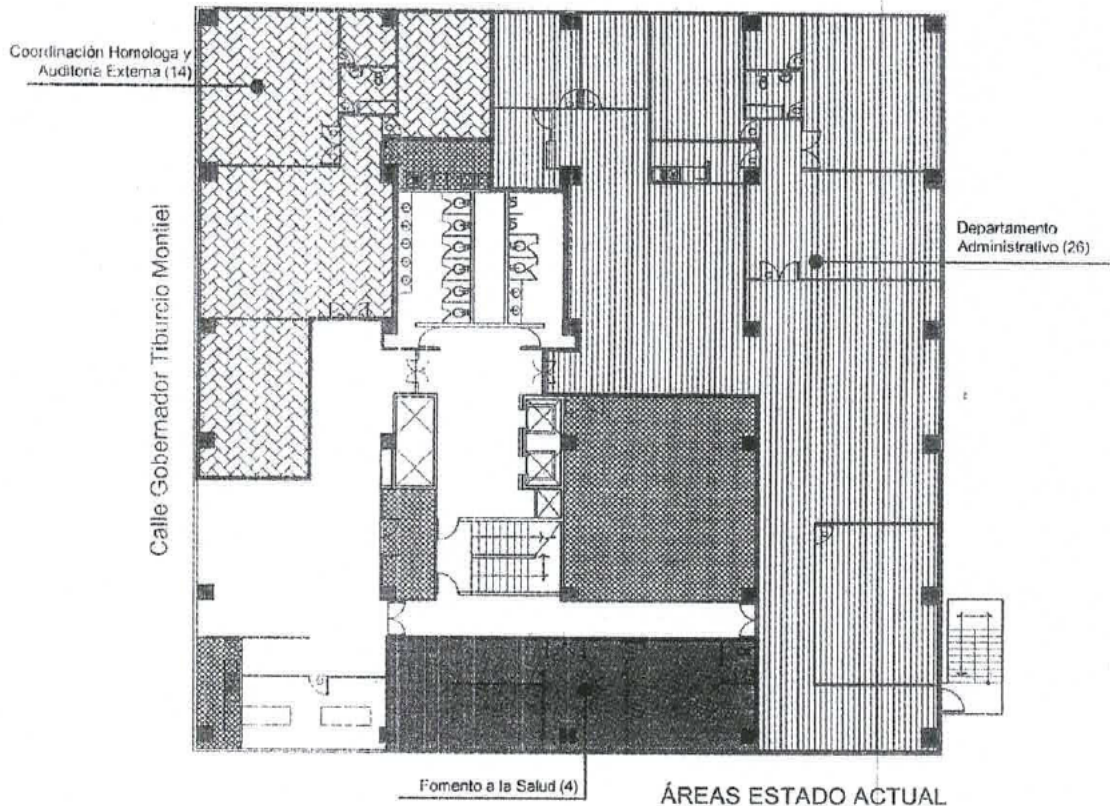 Coordinación Homologa y
Auditoria Externa (14)
Calle Gobernador Tiburcio Montiel
Departamento
Administrativo (26)
Fomento a la Salud (4)
ÁREAS ESTADO ACTUAL